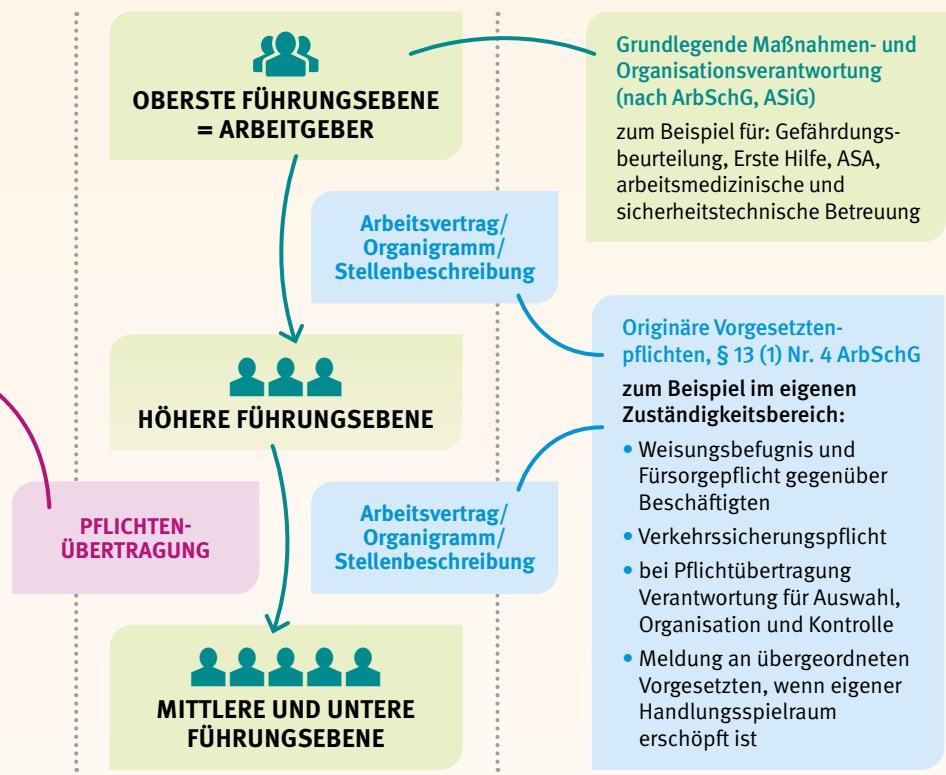 OBERSTE FÜHRUNGSEBENE
= ARBEITGEBER
Grundlegende Maßnahmen- und
Organisationsverantwortung
(nach ArbSchG, ASiG)
zum Beispiel für: Gefährdungs-
beurteilung, Erste Hilfe, ASA,
arbeitsmedizinische und
sicherheitstechnische Betreuung
Arbeitsvertrag/
Organigramm/
Stellenbeschreibung
HÖHERE FÜHRUNGSEBENE
Originäre Vorgesetzten-
pflichten, § 13 (1) Nr. 4 ArbSchG
zum Beispiel im eigenen
Zuständigkeitsbereich:
• Weisungsbefugnis und
Fürsorgepflicht gegenüber
Beschäftigten
• Verkehrssicherungspflicht
• bei Pflichtübertragung
Verantwortung für Auswahl,
Organisation und Kontrolle
• Meldung an übergeordneten
Vorgesetzten, wenn eigener
Handlungsspielraum
erschöpft ist
PFLICHTEN-
ÜBERTRAGUNG
Arbeitsvertrag/
Organigramm/
Stellenbeschreibung
MITTLERE UND UNTERE
FÜHRUNGSEBENE